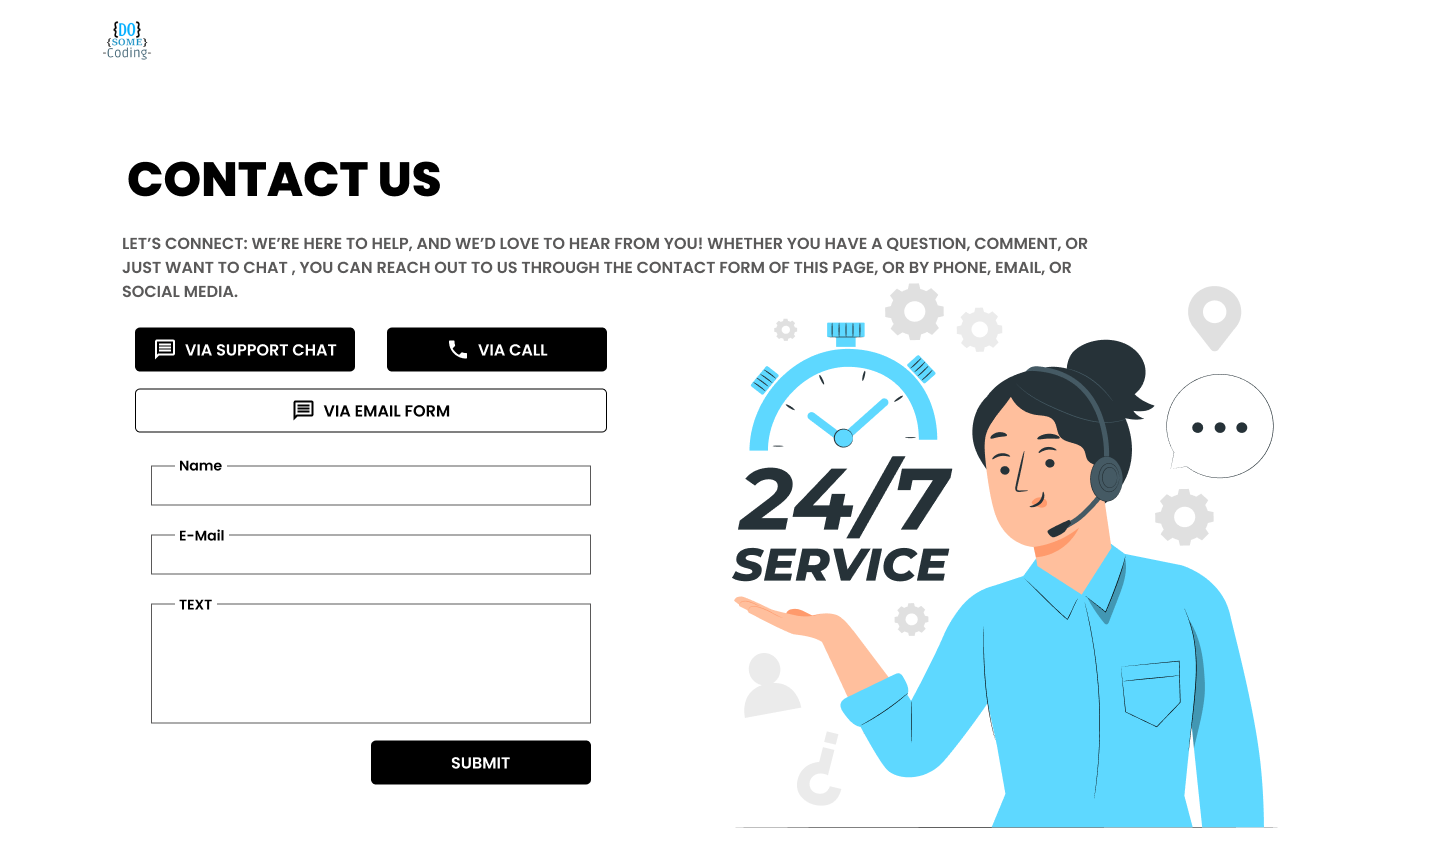 {DO}
{SOME}
-Coding-
CONTACT US
LET’S CONNECT: WE’RE HERE TO HELP, AND WE’D LOVE TO HEAR FROM YOU! WHETHER YOU HAVE A QUESTION, COMMENT, OR
JUST WANT TO CHAT , YOU CAN REACH OUT TO US THROUGH THE CONTACT FORM OF THIS PAGE, OR BY PHONE, EMAIL, OR
SOCIAL MEDIA.
VIA SUPPORT CHAT
VIA CALL
VIA EMAIL FORM
Name
E-Mail
TEXT
SUBMIT
24/7
SERVICE